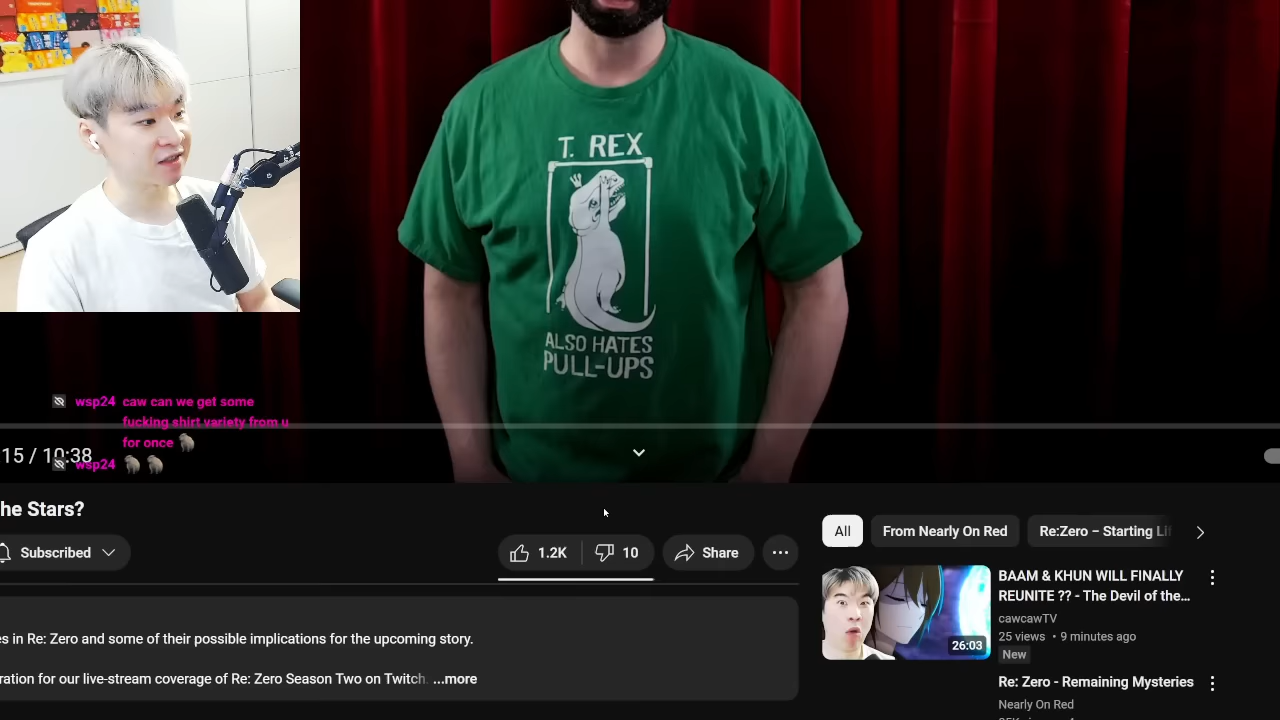 T. REX
ALSO HATES
PULL-UPS
wsp24 caw can we get some
fucking shirt variety from u
for once
15 / 10:38
wsp24
he Stars?
Subscribed
1.2K
10
Share
All
From Nearly On Red
Re:Zero – Starting Li
BAAM & KHUN WILL FINALLY
REUNITE ?? - The Devil of the...
cawcawTV
25 views • 9 minutes ago
26:03
New
es in Re: Zero and some of their possible implications for the upcoming story.
ration for our live-stream coverage of Re: Zero Season Two on Twitch. ...more
Re: Zero - Remaining Mysteries
Nearly On Red